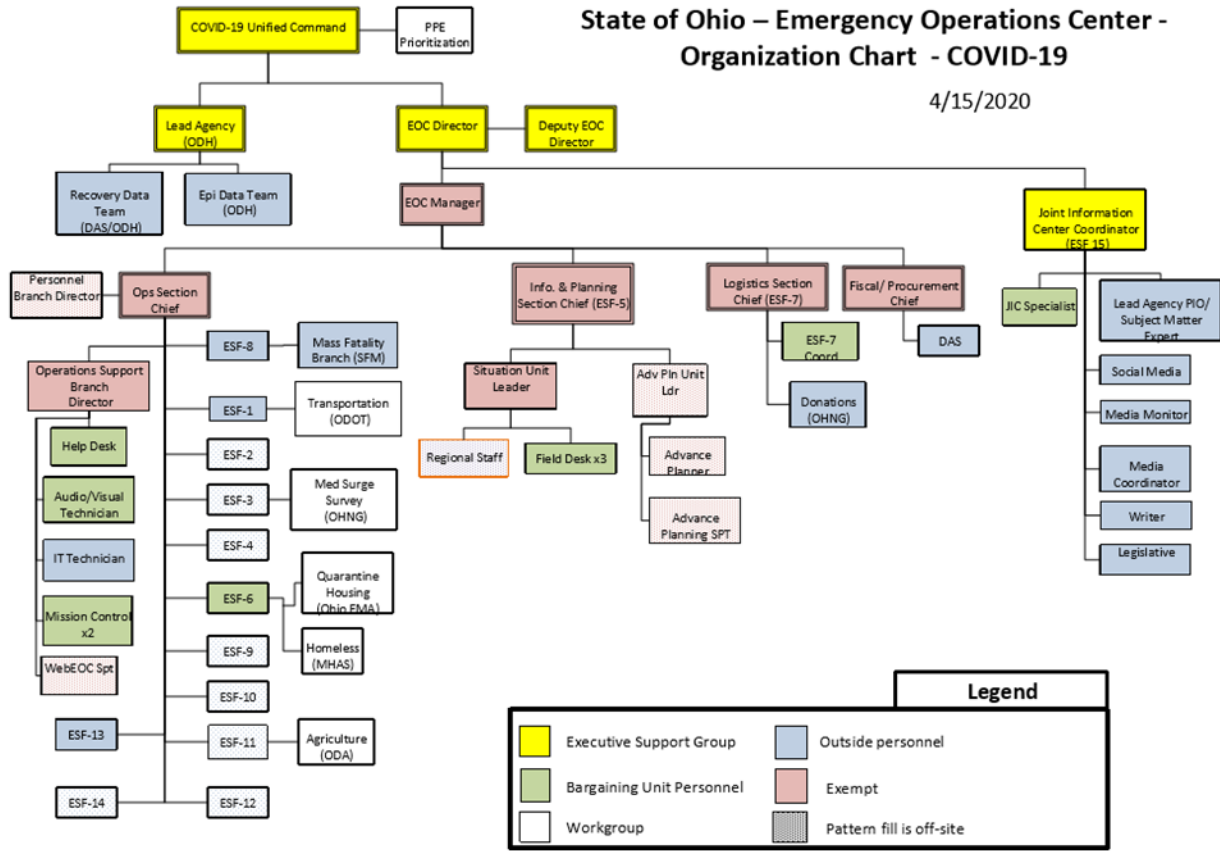 State of Ohio – Emergency Operations Center -
Organization Chart - COVID-19
4/15/2020
COVID-19 Unified Command
PPE
Prioritization
Lead Agency
(ODH)
EOC Director
Deputy EOC
Director
Recovery Data
Team
(DAS/ODH)
Epi Data Team
(ODH)
EOC Manager
Joint Information
Center Coordinator
(ESF 15)
Personnel
Branch Director
Ops Section
Chief
Info. & Planning
Section Chief (ESF-5)
Logistics Section
Chief (ESF-7)
Fiscal/ Procurement
Chief
JIC Specialist
Lead Agency PIO/
Subject Matter
Expert
ESF-8
Mass Fatality
Branch (SFM)
ESF-7
Coord
DAS
Operations Support
Branch
Director
Situation Unit
Leader
Adv Pln Unit
Ldr
Social Media
ESF-1
Transportation
(ODOT)
Donations
(OHNG)
Media Monitor
Help Desk
ESF-2
Regional Staff
Field Desk x3
Advance
Planner
Media
Coordinator
Audio/Visual
Technician
ESF-3
Med Surge
Survey
(OHNG)
Advance
Planning SPT
Writer
IT Technician
ESF-4
Legislative
Mission Control
x2
ESF-6
Quarantine
Housing
(Ohio EMA)
WebEOC Spt
ESF-9
Homeless
(MHAS)
ESF-10
ESF-13
ESF-11
Agriculture
(ODA)
ESF-14
ESF-12
Legend
Executive Support Group
Outside personnel
Bargaining Unit Personnel
Exempt
Workgroup
Pattern fill is off-site